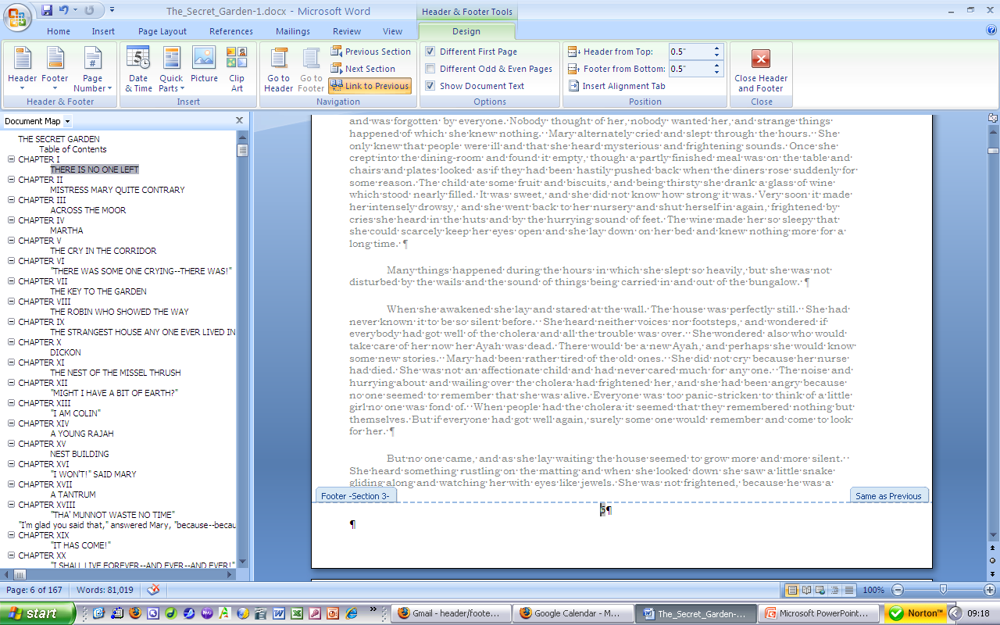 The_Secret_Garden-1.docx - Microsoft Word
Header & Footer Tools
Home Insert Page Layout References Mailings Review View Design
Header Footer Page Number
Header & Footer
Date & Time Quick Parts Picture Clip Art
Insert
Go to Header Go to Footer
Previous Section
Next Section
Link to Previous
Navigation
Different First Page
Different Odd & Even Pages
Show Document Text
Options
Header from Top: 0.5"
Footer from Bottom: 0.5"
Insert Alignment Tab
Position
Close Header and Footer
Close
Document Map
THE SECRET GARDEN
Table of Contents
CHAPTER I
THERE IS NO ONE LEFT
CHAPTER II
MISTRESS MARY QUITE CONTRARY
CHAPTER III
ACROSS THE MOOR
CHAPTER IV
MARTHA
CHAPTER V
THE CRY IN THE CORRIDOR
CHAPTER VI
"THERE WAS SOME ONE CRYING--THERE WAS!"
CHAPTER VII
THE KEY TO THE GARDEN
CHAPTER VIII
THE ROBIN WHO SHOWED THE WAY
CHAPTER IX
THE STRANGEST HOUSE ANY ONE EVER LIVED IN
CHAPTER X
DICKON
CHAPTER XI
THE NEST OF THE MISSEL THRUSH
CHAPTER XII
"MIGHT I HAVE A BIT OF EARTH?"
CHAPTER XIII
"I AM COLIN"
CHAPTER XIV
A YOUNG RAJAH
CHAPTER XV
NEST BUILDING
CHAPTER XVI
"I WON'T!" SAID MARY
CHAPTER XVII
A TANTRUM
CHAPTER XVIII
"THA' MUNNOT WASTE NO TIME"
"I'm glad you said that," answered Mary, "because--becau
CHAPTER XIX
"IT HAS COME!"
CHAPTER XX
"I SHALL LIVE FOREVER--AND EVER--AND EVER!"
and was forgotten by everyone. Nobody thought of her, nobody wanted her, and strange things
happened of which she knew nothing. Mary alternately cried and slept through the hours. She
only knew that people were ill and that she heard mysterious and frightening sounds. Once she
crept into the dining-room and found it empty, though a partly finished meal was on the table and
chairs and plates looked as if they had been hastily pushed back when the diners rose suddenly for
some reason. The child ate some fruit and biscuits, and being thirsty she drank a glass of wine
which stood nearly filled. It was sweet, and she did not know how strong it was. Very soon it made
her intensely drowsy, and she went back to her nursery and shut herself in again, frightened by
cries she heard in the huts and by the hurrying sound of feet. The wine made her so sleepy that
she could scarcely keep her eyes open and she lay down on her bed and knew nothing more for a
long time. ¶
Many things happened during the hours in which she slept so heavily, but she was not
disturbed by the wails and the sound of things being carried in and out of the bungalow. ¶
When she awakened she lay and stared at the wall. The house was perfectly still. She had
never known it to be so silent before. She heard neither voices nor footsteps, and wondered if
everybody had got well of the cholera and all the trouble was over. She wondered also who would
take care of her now her Ayah was dead. There would be a new Ayah, and perhaps she would know
some new stories. Mary had been rather tired of the old ones. She did not cry because her nurse
had died. She was not an affectionate child and had never cared much for any one. The noise and
hurrying about and wailing over the cholera had frightened her, and she had been angry because
no one seemed to remember that she was alive. Everyone was too panic-stricken to think of a little
girl no one was fond of. When people had the cholera it seemed that they remembered nothing but
themselves. But if everyone had got well again, surely some one would remember and come to look
for her. ¶
But no one came, and as she lay waiting the house seemed to grow more and more silent.
She heard something rustling on the matting and when she looked down she saw a little snake
gliding along and watching her with eyes like jewels. She was not frightened, because he was a
Footer -Section 3- Same as Previous
5¶
¶
Page: 6 of 167 Words: 81,019 100%
start Gmail - header/foote... Google Calendar - M... The_Secret_Garden-... Microsoft PowerPoint... Norton™ 09:18